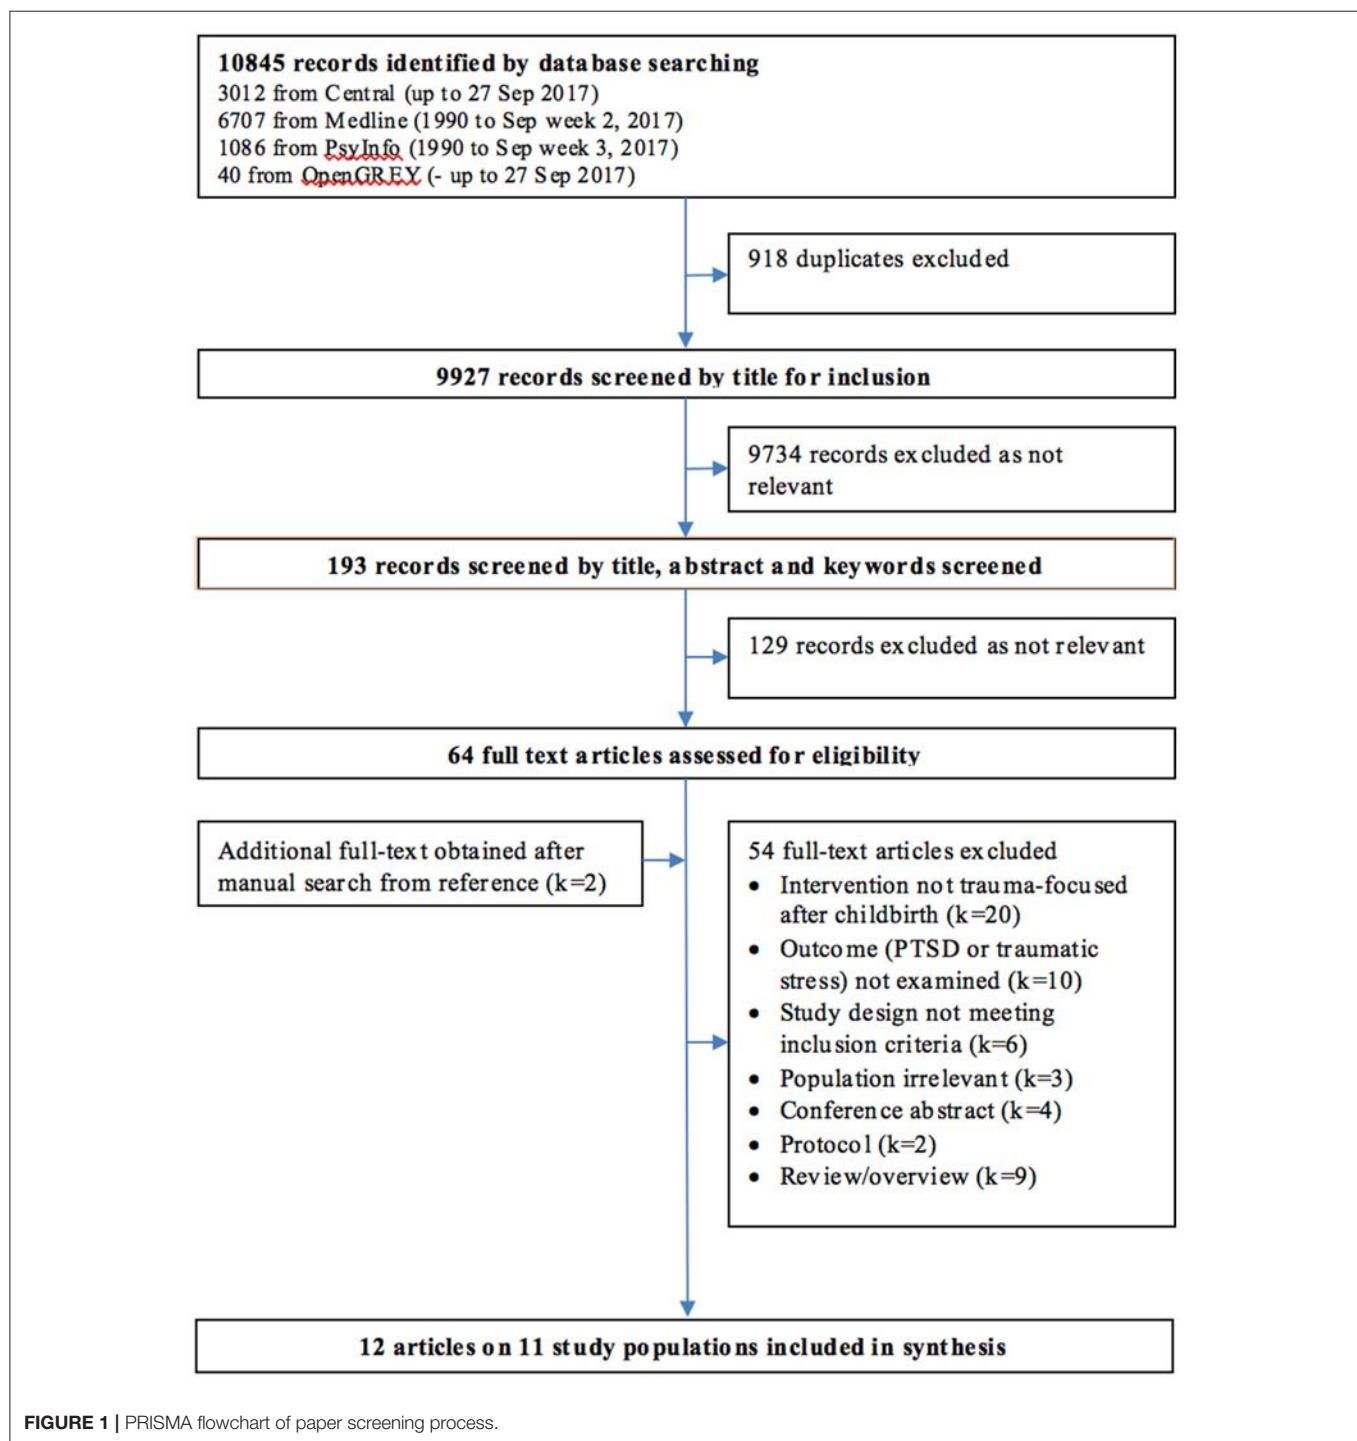 10845 records identified by database searching
3012 from Central (up to 27 Sep 2017)
6707 from Medline (1990 to Sep week 2, 2017)
1086 from PsyInfo (1990 to Sep week 3, 2017)
40 from OpenGREY (- up to 27 Sep 2017)
918 duplicates excluded
9927 records screened by title for inclusion
9734 records excluded as not
relevant
193 records screened by title, abstract and keywords screened
129 records excluded as not relevant
64 full text articles assessed for eligibility
Additional full-text obtained after
manual search from reference (k=2)
54 full-text articles excluded
• Intervention not trauma-focused
after childbirth (k=20)
• Outcome (PTSD or traumatic
stress) not examined (k=10)
• Study design not meeting
inclusion criteria (k=6)
• Population irrelevant (k=3)
• Conference abstract (k=4)
• Protocol (k=2)
• Review/overview (k=9)
12 articles on 11 study populations included in synthesis
FIGURE 1 | PRISMA flowchart of paper screening process.